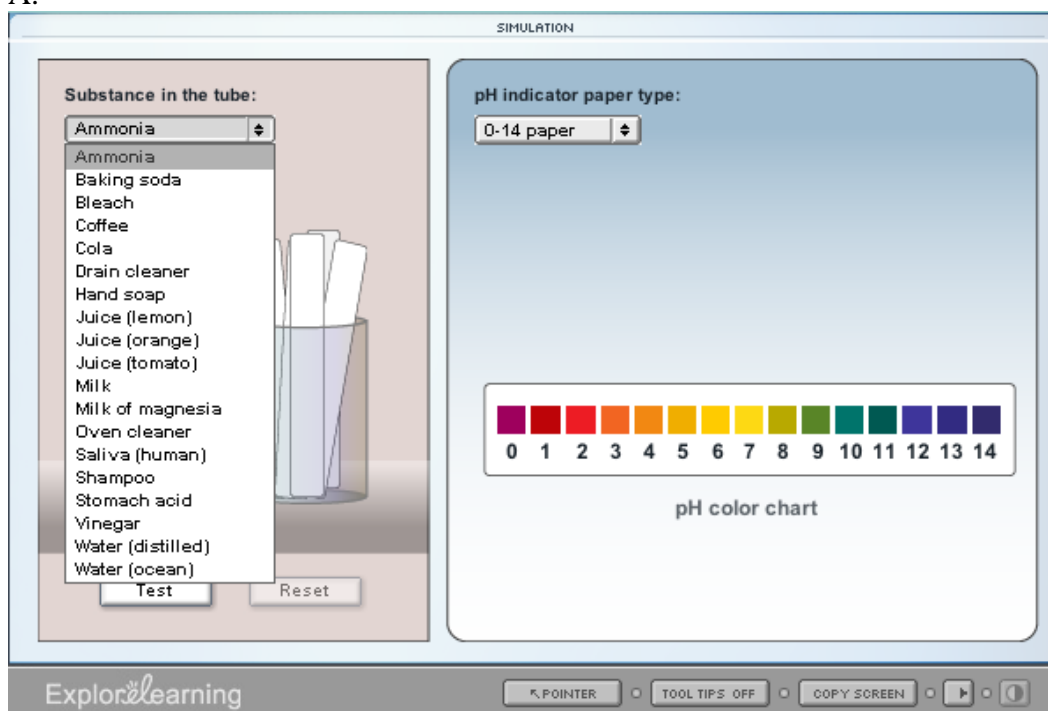 SIMULATION
Substance in the tube:
Ammonia
Ammonia
Baking soda
Bleach
Coffee
Cola
Drain cleaner
Hand soap
Juice (lemon)
Juice (orange)
Juice (tomato)
Milk
Milk of magnesia
Oven cleaner
Saliva (human)
Shampoo
Stomach acid
Vinegar
Water (distilled)
Water (ocean)
Test Reset
pH indicator paper type:
0-14 paper
0 1 2 3 4 5 6 7 8 9 10 11 12 13 14
pH color chart
ExploreLearning
POINTER TOOL TIPS OFF COPY SCREEN